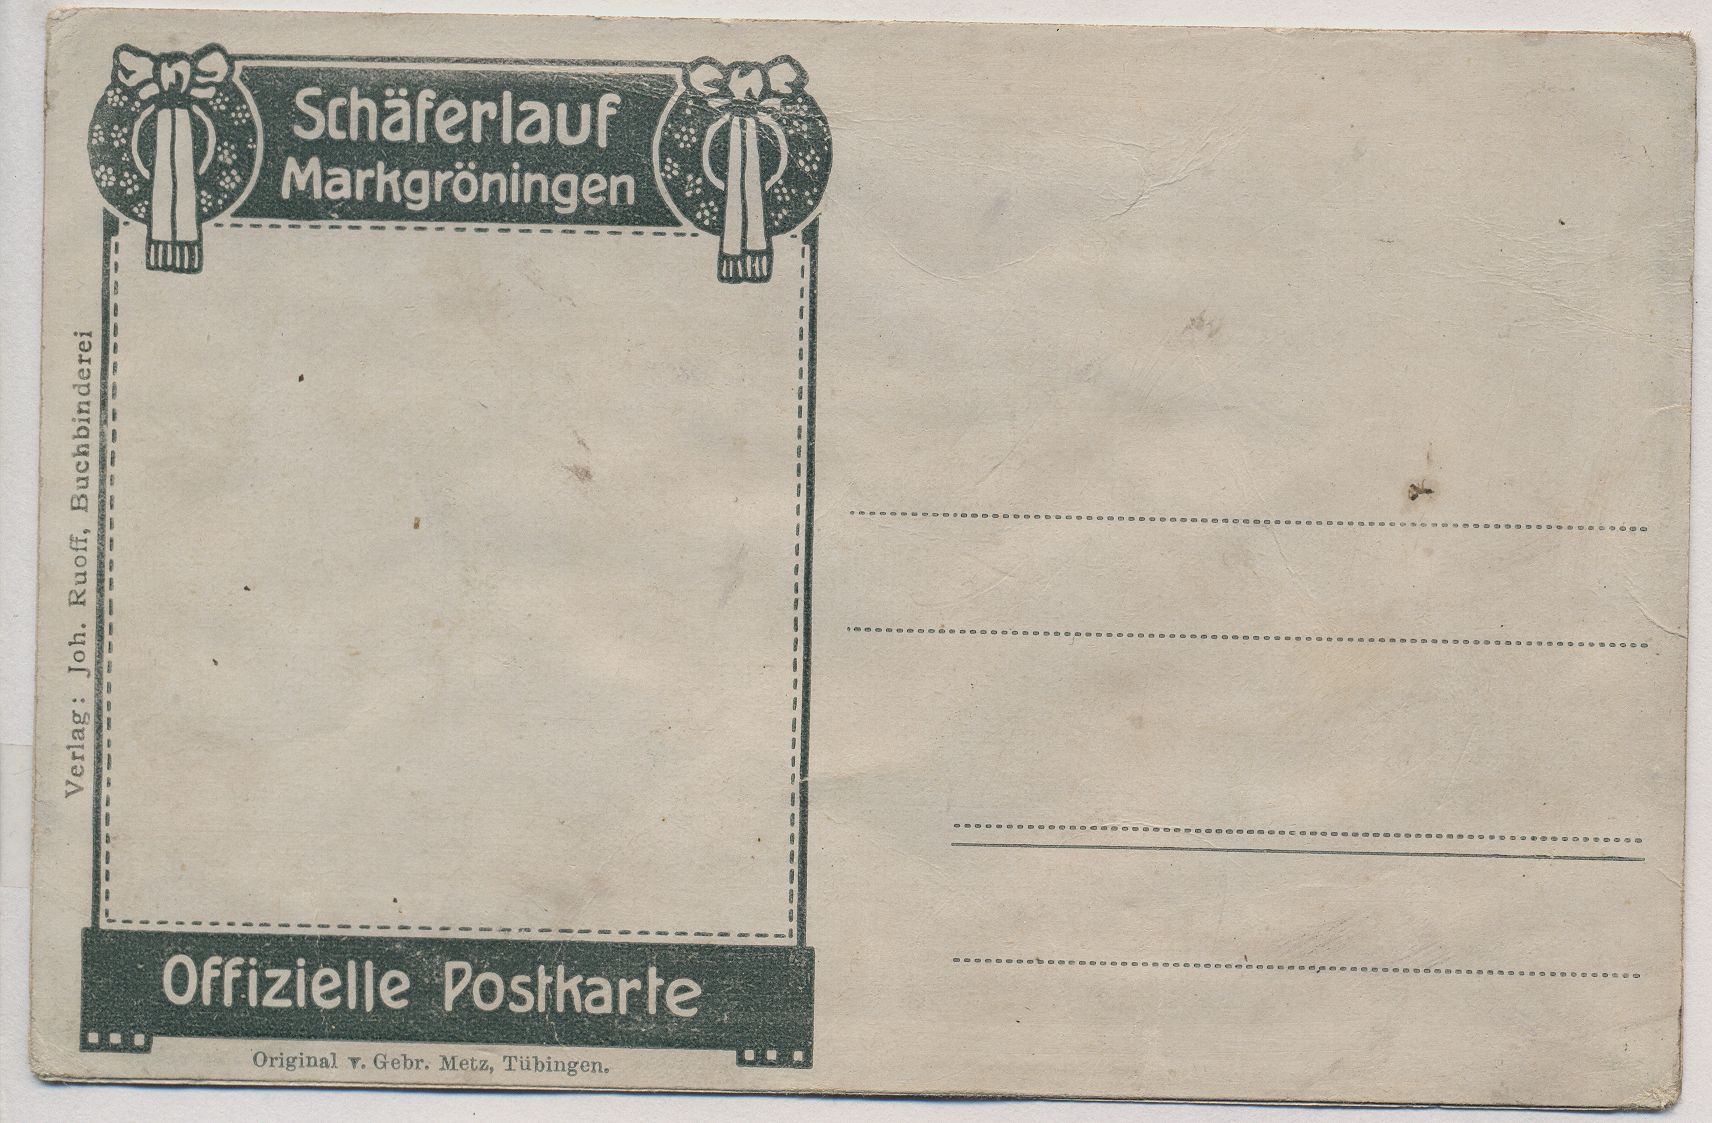 Schäferlauf
Markgröningen
Verlag: Joh. Ruoff, Buchbinderei
Offizielle Postkarte
Original v. Gebr. Metz, Tübingen.